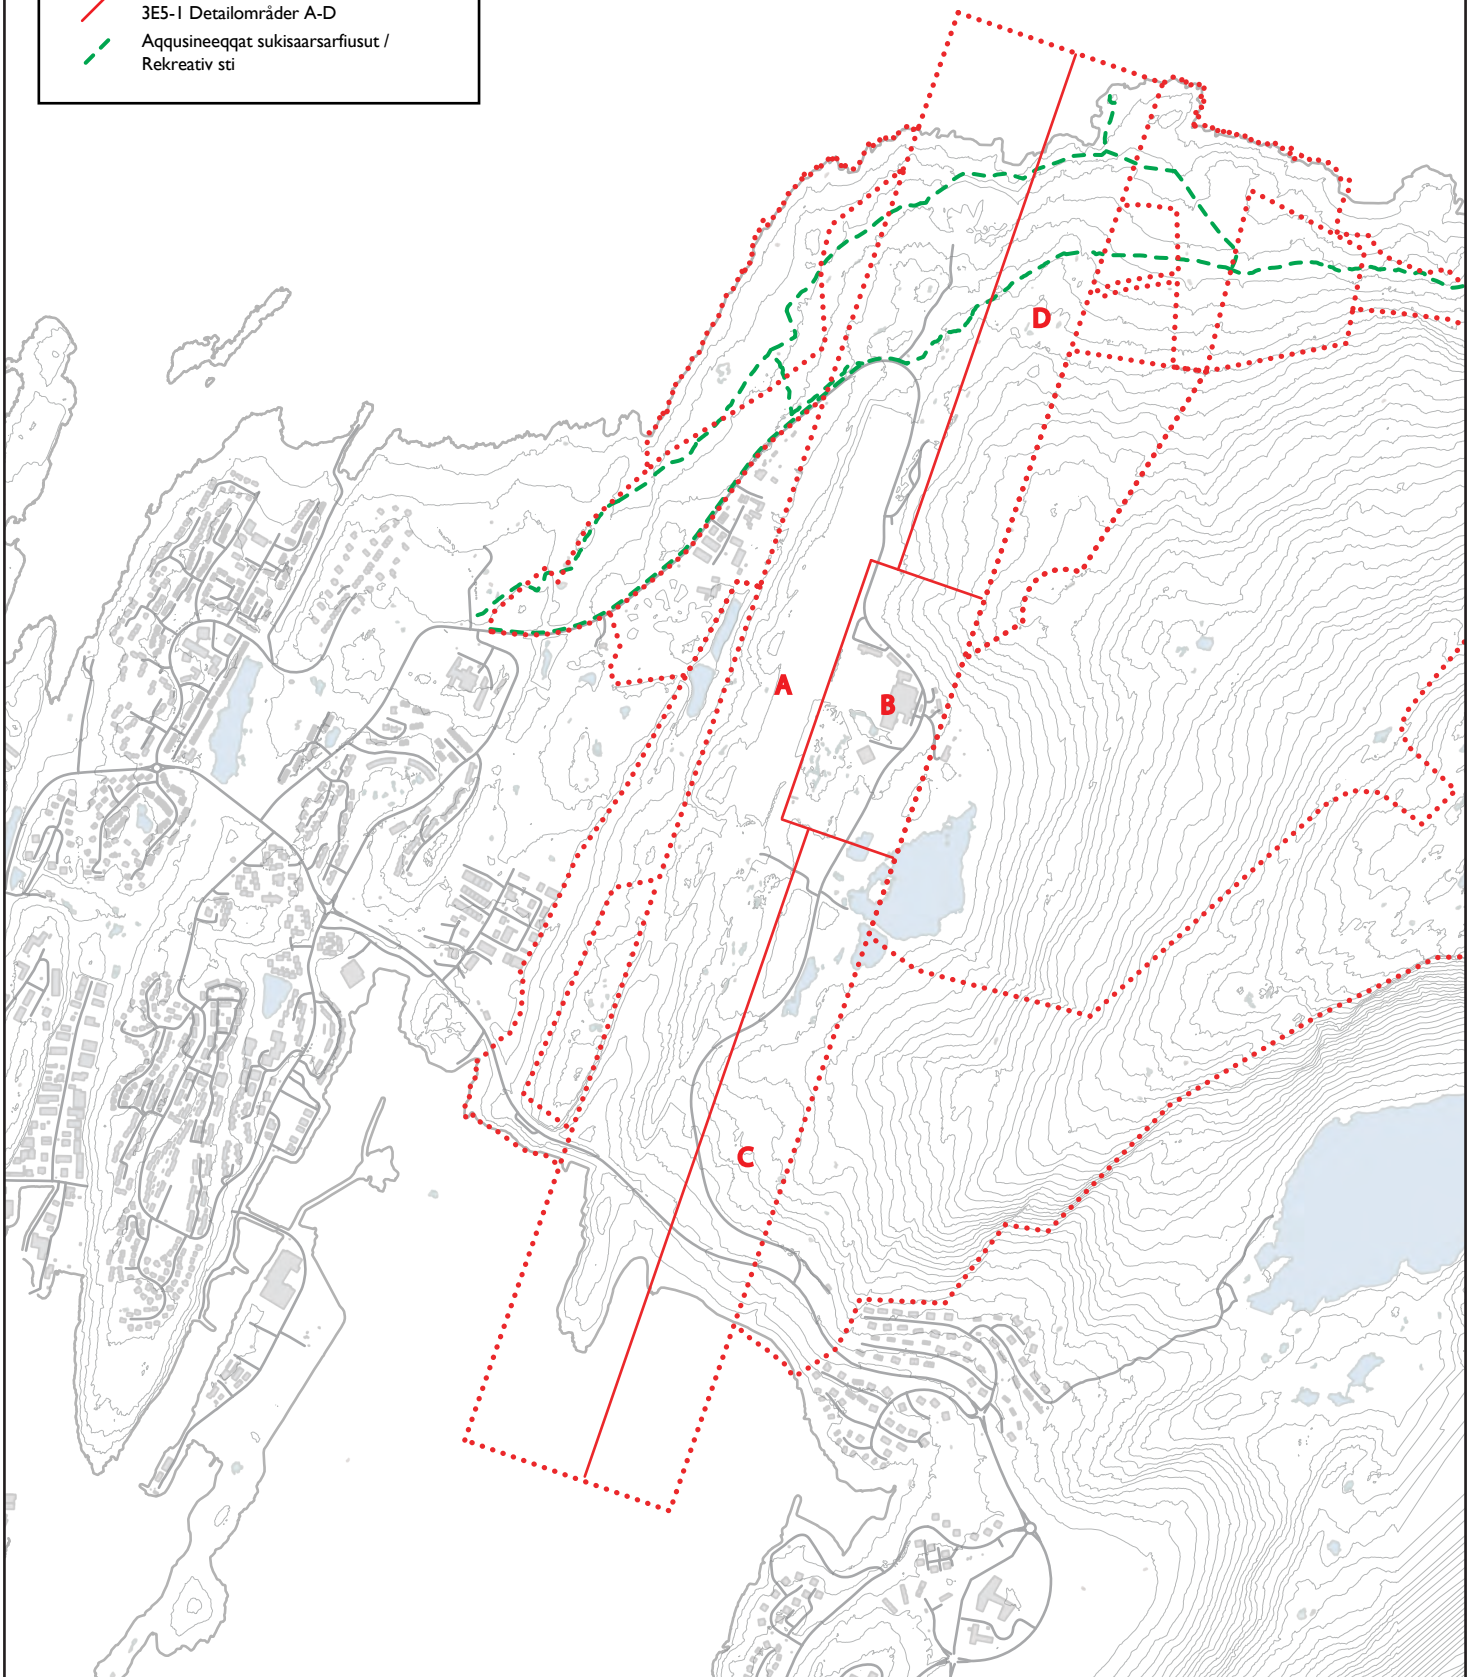 3E5-1 Detailområder A-D
Aqqusineeqqat sukisaarsarfiusut /
Rekreativ sti
D
A
B
C